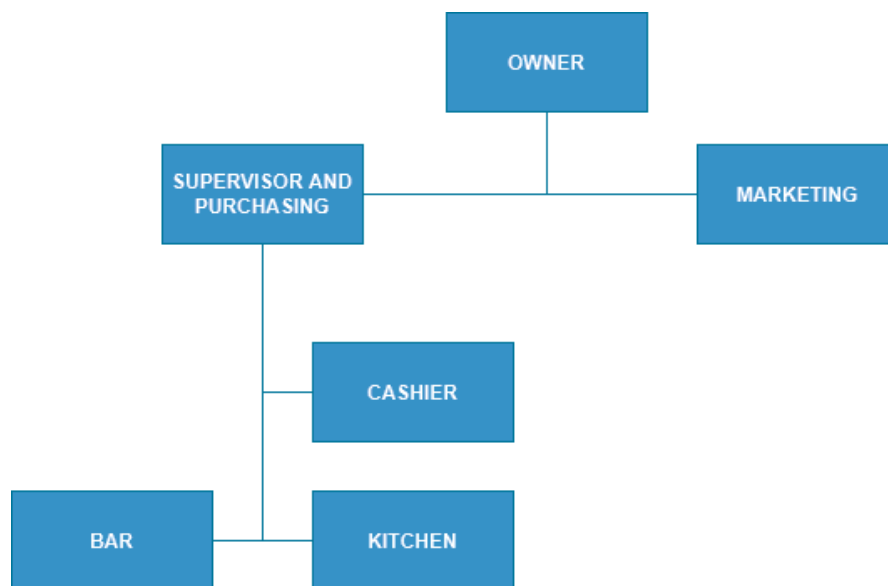 OWNER
SUPERVISOR AND
PURCHASING
MARKETING
CASHIER
BAR
KITCHEN